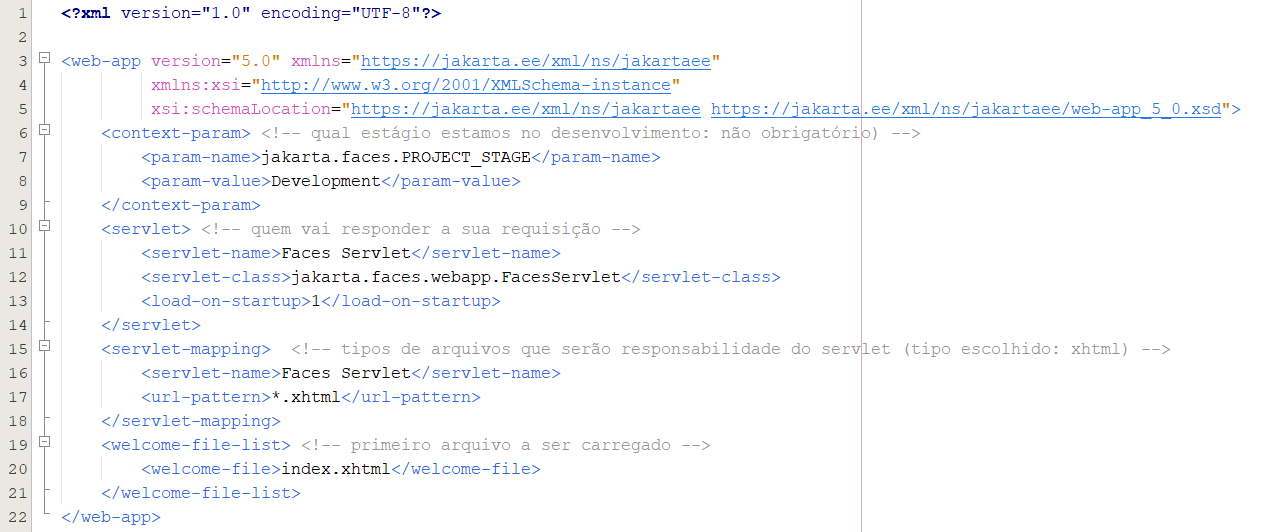 1 <?xml version="1.0" encoding="UTF-8"?>
2
3 <web-app version="5.0" xmlns="https://jakarta.ee/xml/ns/jakartaee"
4 xmlns:xsi="http://www.w3.org/2001/XMLSchema-instance"
5 xsi:schemaLocation="https://jakarta.ee/xml/ns/jakartaee https://jakarta.ee/xml/ns/jakartaee/web-app_5_0.xsd">
6 <context-param> <!-- qual estágio estamos no desenvolvimento: não obrigatório) -->
7 <param-name>jakarta.faces.PROJECT_STAGE</param-name>
8 <param-value>Development</param-value>
9 </context-param>
10 <servlet> <!-- quem vai responder a sua requisição -->
11 <servlet-name>Faces Servlet</servlet-name>
12 <servlet-class>jakarta.faces.webapp.FacesServlet</servlet-class>
13 <load-on-startup>1</load-on-startup>
14 </servlet>
15 <servlet-mapping>  <!-- tipos de arquivos que serão responsabilidade do servlet (tipo escolhido: xhtml) -->
16 <servlet-name>Faces Servlet</servlet-name>
17 <url-pattern>*.xhtml</url-pattern>
18 </servlet-mapping>
19 <welcome-file-list> <!-- primeiro arquivo a ser carregado -->
20 <welcome-file>index.xhtml</welcome-file>
21 </welcome-file-list>
22 </web-app>